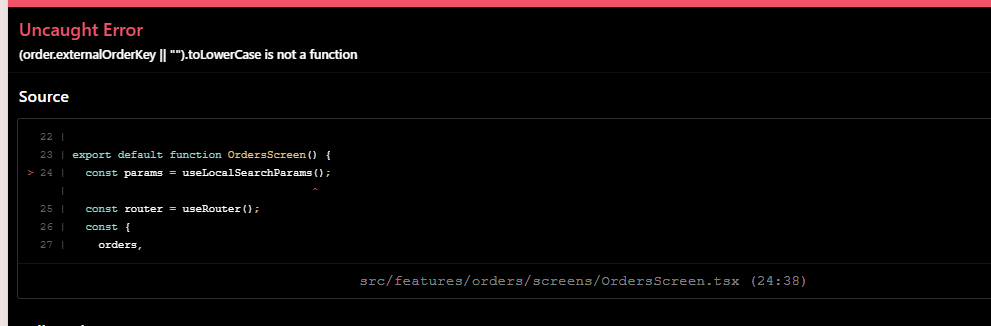 Uncaught Error
(order.externalOrderKey || "").toLowerCase is not a function
Source
22 |
23 | export default function OrdersScreen() {
> 24 |   const params = useLocalSearchParams();
|                                      ^
25 |   const router = useRouter();
26 |   const {
27 |     orders,
src/features/orders/screens/OrdersScreen.tsx (24:38)